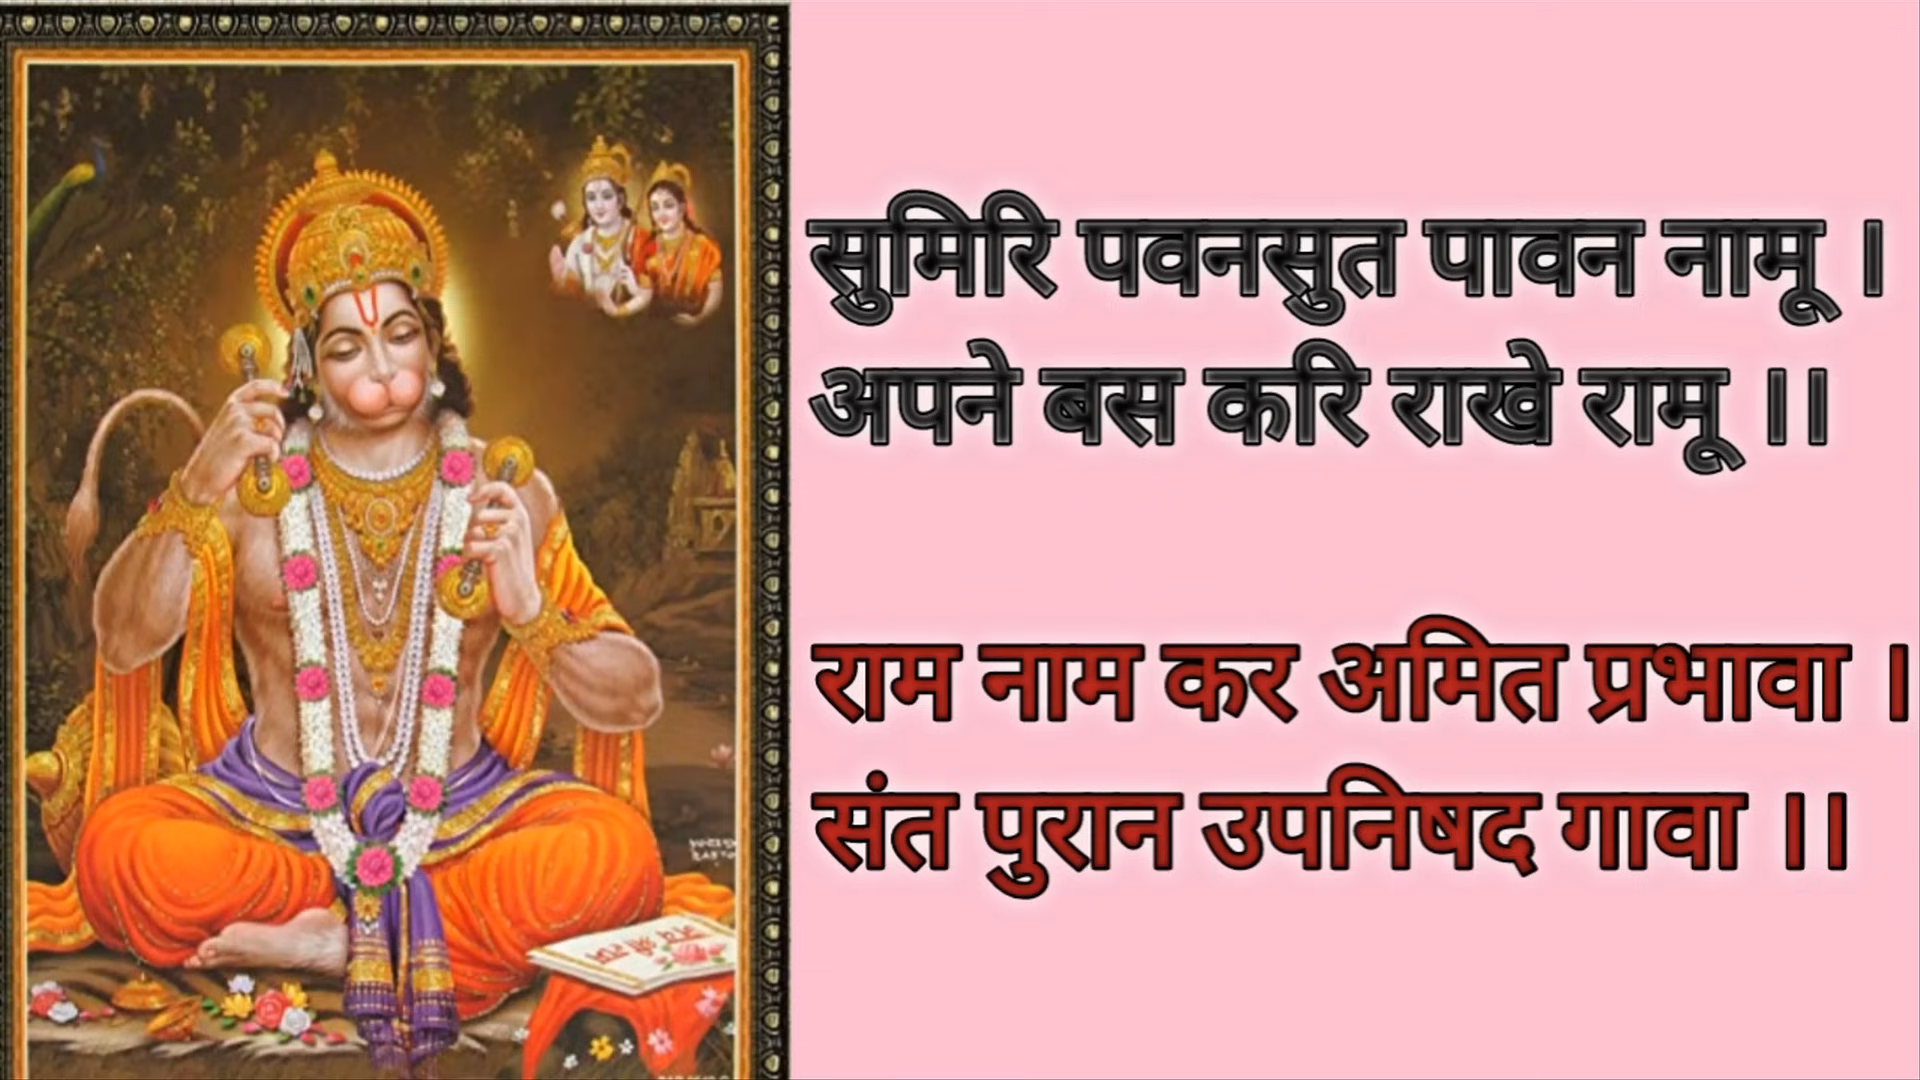 सुमिरि पवनसुत पावन नामू ।
अपने बस करि राखे रामू ।।
राम नाम कर अमित प्रभावा ।
संत पुरान उपनिषद गावा ।।